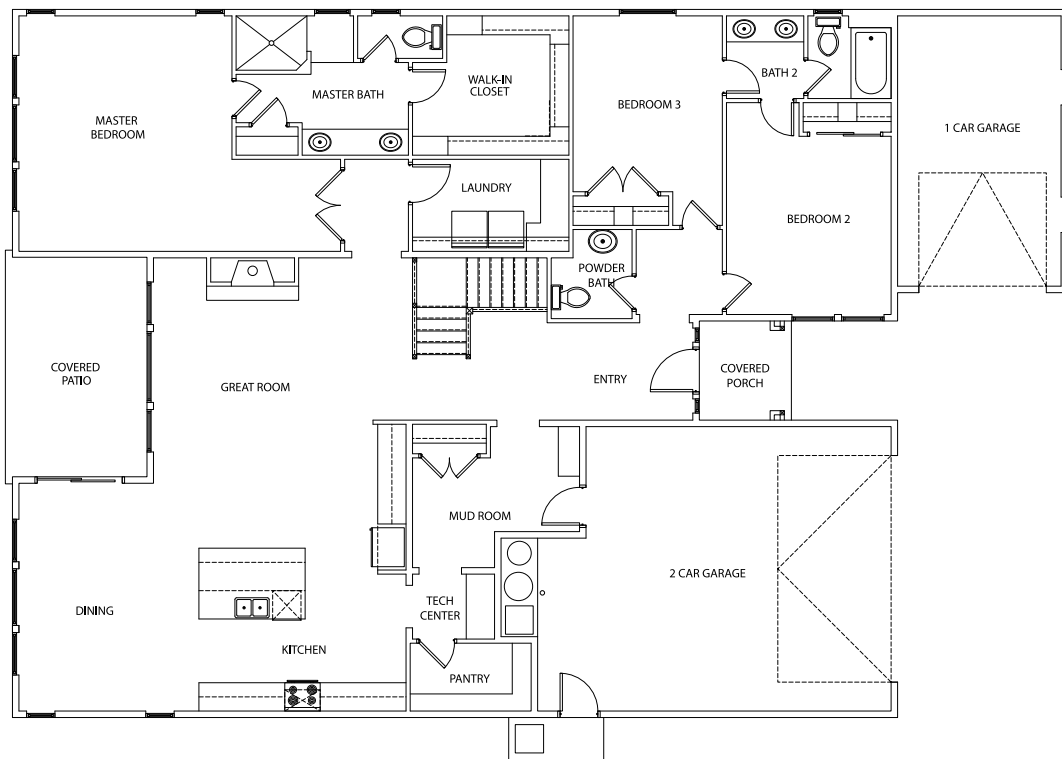 MASTER
BEDROOM
MASTER BATH
WALK-IN
CLOSET
BEDROOM 3
BATH 2
1 CAR GARAGE
LAUNDRY
BEDROOM 2
POWDER
BATH
COVERED
PATIO
GREAT ROOM
ENTRY
COVERED
PORCH
MUD ROOM
2 CAR GARAGE
DINING
TECH
CENTER
KITCHEN
PANTRY